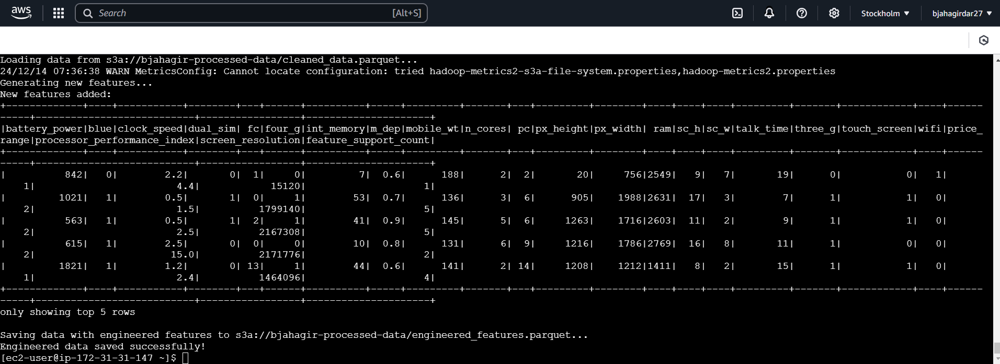 aws Search [Alt+S] Stockholm ▼ bjahagirdar27 ▼
Loading data from s3a://bjahagir-processed-data/cleaned_data.parquet...
24/12/14 07:36:38 WARN MetricsConfig: Cannot locate configuration: tried hadoop-metrics2-s3a-file-system.properties,hadoop-metrics2.properties
Generating new features...
New features added:
+-------------+----+-----------+--------+---+------+----------+-----+---------+-------+---+---------+--------+----+----+----+---------+-------+------------+----+------
-----+---------------------------+-----------------+---------------------+
|battery_power|blue|clock_speed|dual_sim| fc|four_g|int_memory|m_dep|mobile_wt|n_cores| pc|px_height|px_width| ram|sc_h|sc_w|talk_time|three_g|touch_screen|wifi|price_
range|processor_performance_index|screen_resolution|feature_support_count|
+-------------+----+-----------+--------+---+------+----------+-----+---------+-------+---+---------+--------+----+----+----+---------+-------+------------+----+------
-----+---------------------------+-----------------+---------------------+
|          842|   0|        2.2|       0|  1|     0|         7|  0.6|      188|      2|  2|       20|     756|2549|   9|   7|       19|      0|           0|   1|
    1|                        4.4|            15120|                    1|
|         1021|   1|        0.5|       1|  0|     1|        53|  0.7|      136|      3|  6|      905|    1988|2631|  17|   3|        7|      1|           1|   0|
    2|                        1.5|          1799140|                    5|
|          563|   1|        0.5|       1|  2|     1|        41|  0.9|      145|      5|  6|     1263|    1716|2603|  11|   2|        9|      1|           1|   0|
    2|                        2.5|          2167308|                    5|
|          615|   1|        2.5|       0|  0|     0|        10|  0.8|      131|      6|  9|     1216|    1786|2769|  16|   8|       11|      1|           0|   0|
    2|                       15.0|          2171776|                    2|
|         1821|   1|        1.2|       0| 13|     1|        44|  0.6|      141|      2| 14|     1208|    1212|1411|   8|   2|       15|      1|           1|   0|
    1|                        2.4|          1464096|                    4|
+-------------+----+-----------+--------+---+------+----------+-----+---------+-------+---+---------+--------+----+----+----+---------+-------+------------+----+------
-----+---------------------------+-----------------+---------------------+
only showing top 5 rows
Saving data with engineered features to s3a://bjahagir-processed-data/engineered_features.parquet...
Engineered data saved successfully!
[ec2-user@ip-172-31-31-147 ~]$